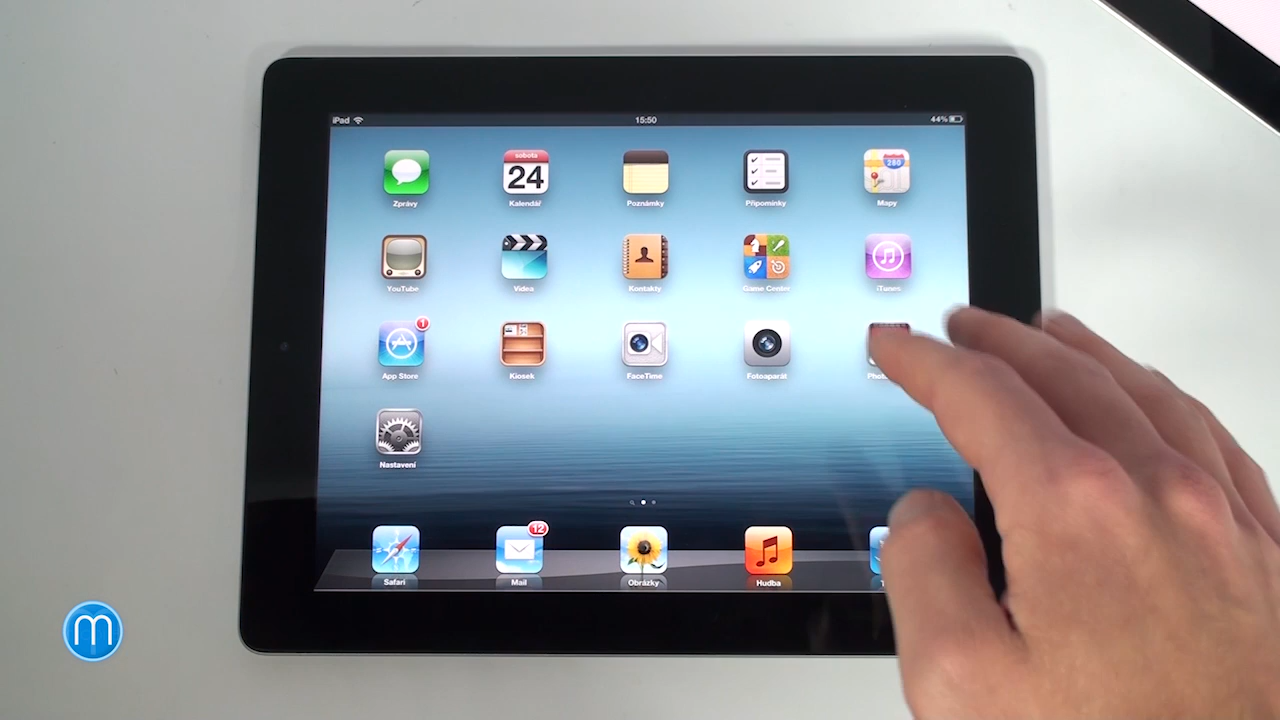 iPad 15:50 44%
sobota
24
280
Zprávy Kalendář Poznámky Připomínky Mapy
YouTube Videa Kontakty Game Center iTunes
1
App Store Kiosek FaceTime Fotoaparát
Nastavení
12
Safari Mail Obrázky Hudba
m